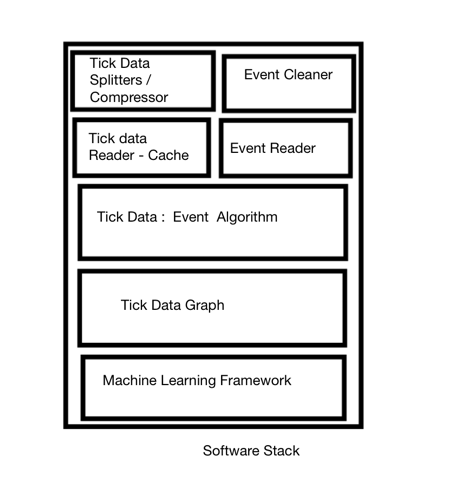 Tick Data
Splitters /
Compressor
Event Cleaner
Tick data
Reader - Cache
Event Reader
Tick Data :  Event  Algorithm
Tick Data Graph
Machine Learning Framework
Software Stack